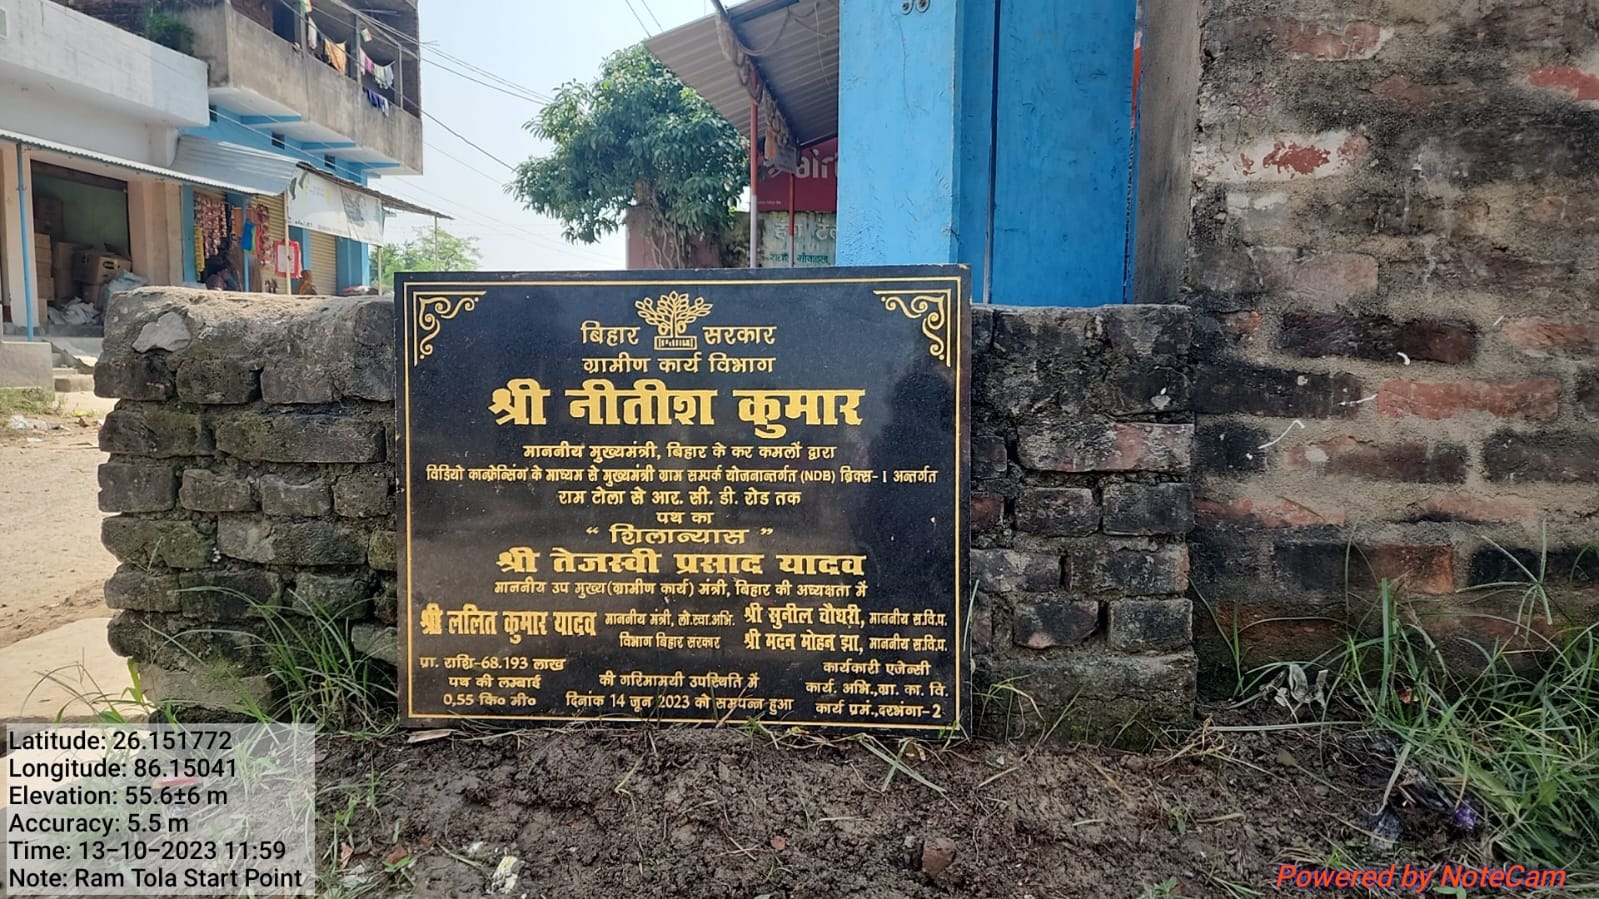 airt
बिहार सरकार
ग्रामीण कार्य विभाग
श्री नीतीश कुमार
माननीय मुख्यमंत्री, बिहार के कर कमलों द्वारा
विडियो कान्फ्रेन्सिंग के माध्यम से मुख्यमंत्री ग्राम सम्पर्क योजनान्तर्गत (NDB) ब्रिक्स-1 अन्तर्गत
राम टोला से आर. सी. डी. रोड तक
पथ का
“ शिलान्यास ”
श्री तेजस्वी प्रसाद यादव
माननीय उप मुख्य(ग्रामीण कार्य) मंत्री, बिहार की अध्यक्षता में
श्री ललित कुमार यादव माननीय मंत्री, लो.स्वा.अभि. विभाग बिहार सरकार
श्री सुनील चौधरी, माननीय स.वि.प.
श्री मदन मोहन झा, माननीय स.वि.प.
प्रा. राशि-68.193 लाख
पथ की लम्बाई
0.55 कि० मी०
की गरिमामयी उपस्थिति में
दिनांक 14 जून 2023 को सम्पन्न हुआ
कार्यकारी एजेन्सी
कार्य. अभि.,ग्रा. का. वि.
कार्य प्रमं.,दरभंगा-2
Latitude: 26.151772
Longitude: 86.15041
Elevation: 55.6±6 m
Accuracy: 5.5 m
Time: 13-10-2023 11:59
Note: Ram Tola Start Point
Powered by NoteCam